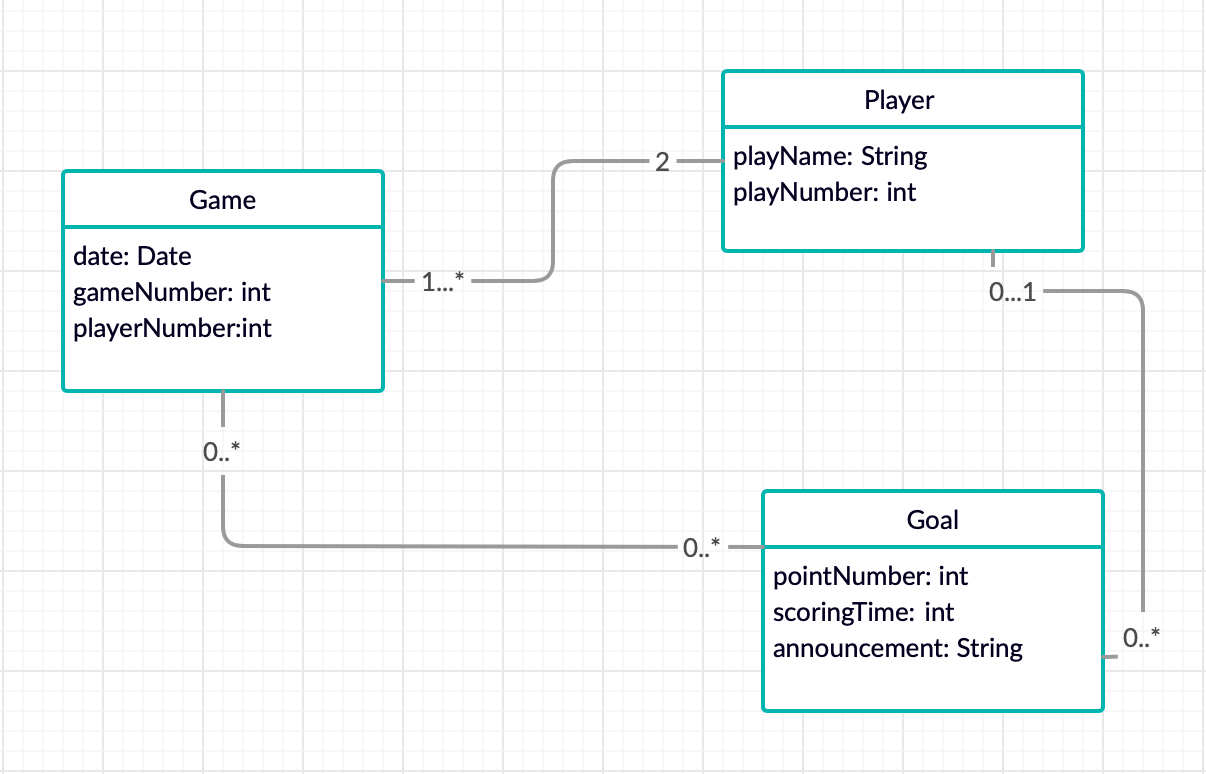 Player
playName: String
playNumber: int
2
Game
date: Date
gameNumber: int
playerNumber:int
1...*
0...1
0..*
0..*
Goal
pointNumber: int
scoringTime: int
announcement: String
0..*